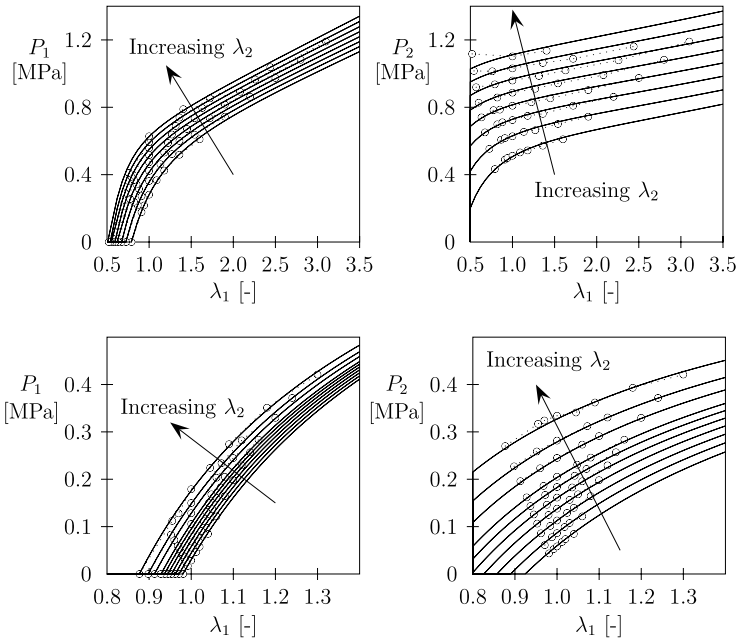 P1 [MPa]
Increasing λ2
1.2
0.8
0.4
0
0.5 1.0 1.5 2.0 2.5 3.0 3.5
λ1 [-]
P2 [MPa]
1.2
0.8
0.4
0
Increasing λ2
0.5 1.0 1.5 2.0 2.5 3.0 3.5
λ1 [-]
P1 [MPa]
0.4
Increasing λ2
0.3
0.2
0.1
0
0.8 0.9 1.0 1.1 1.2 1.3
λ1 [-]
P2 [MPa]
Increasing λ2
0.4
0.3
0.2
0.1
0
0.8 0.9 1.0 1.1 1.2 1.3
λ1 [-]